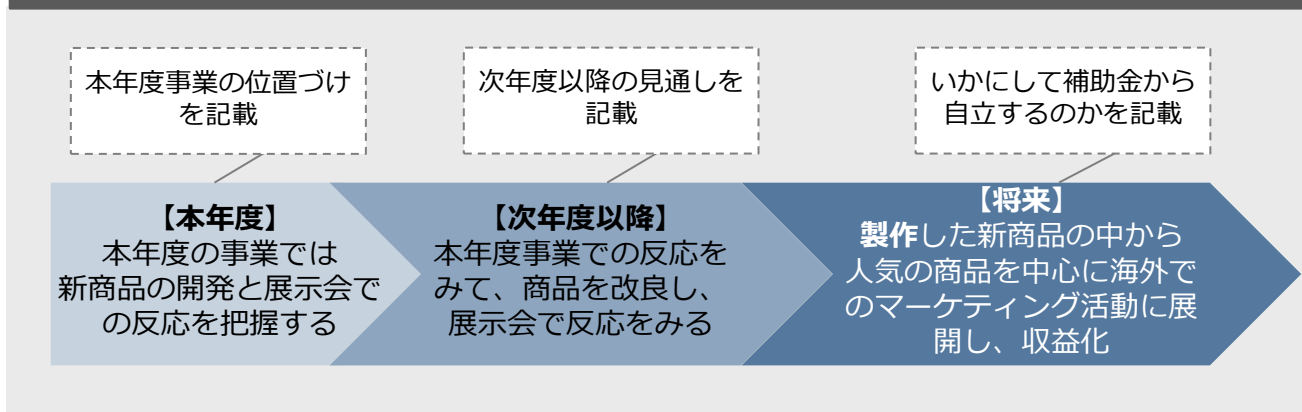 本年度事業の位置づけ
を記載
次年度以降の見通しを
記載
いかにして補助金から
自立するのかを記載
【本年度】
本年度の事業では
新商品の開発と展示会で
の反応を把握する
【次年度以降】
本年度事業での反応を
みて、商品を改良し、
展示会で反応をみる
【将来】
製作した新商品の中から
人気の商品を中心に海外で
のマーケティング活動に展
開し、収益化